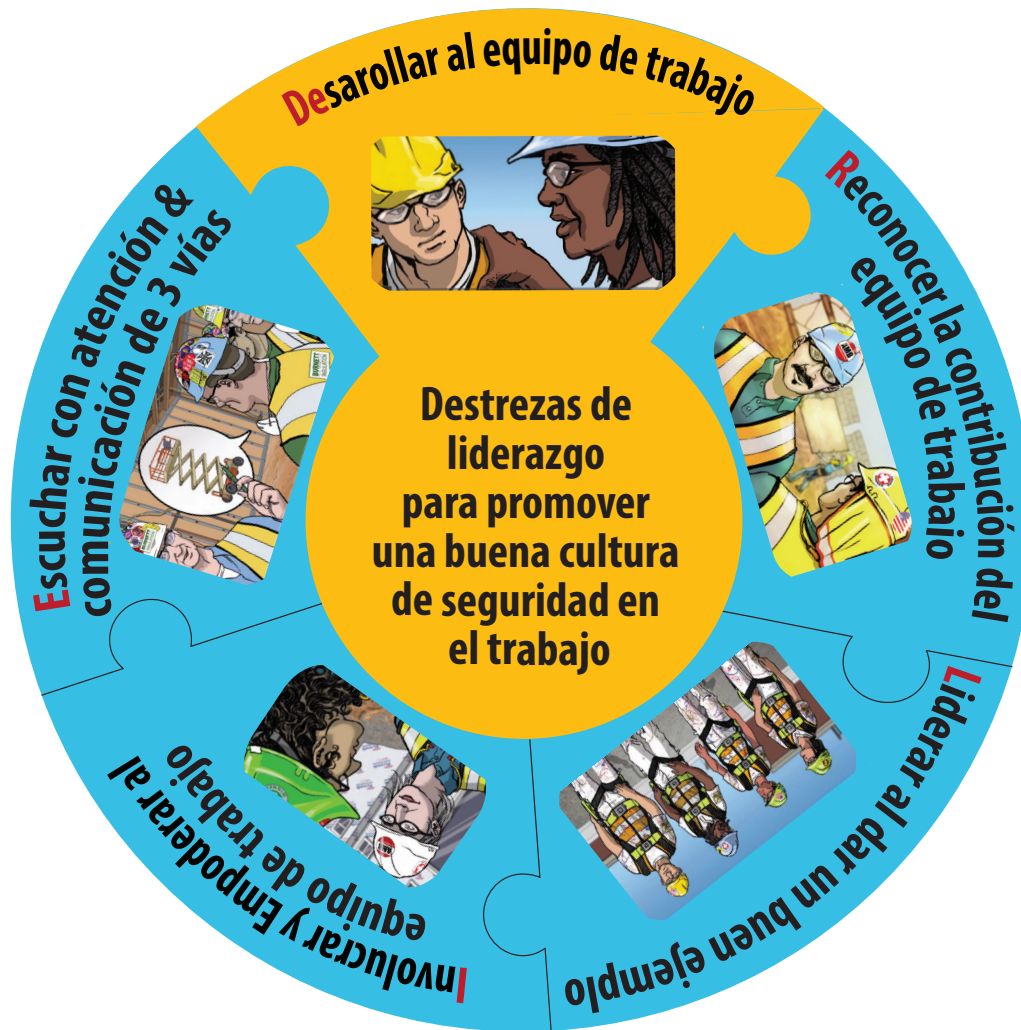 Desarollar al equipo de trabajo
Reconocer la contribución del
equipo de trabajo
Liderar al dar un buen ejemplo
Involucrar y Empoderar al
equipo de trabajo
Escuchar con atención &
comunicación de 3 vías
BURNETT
Destrezas de
liderazgo
para promover
una buena cultura
de seguridad en
el trabajo